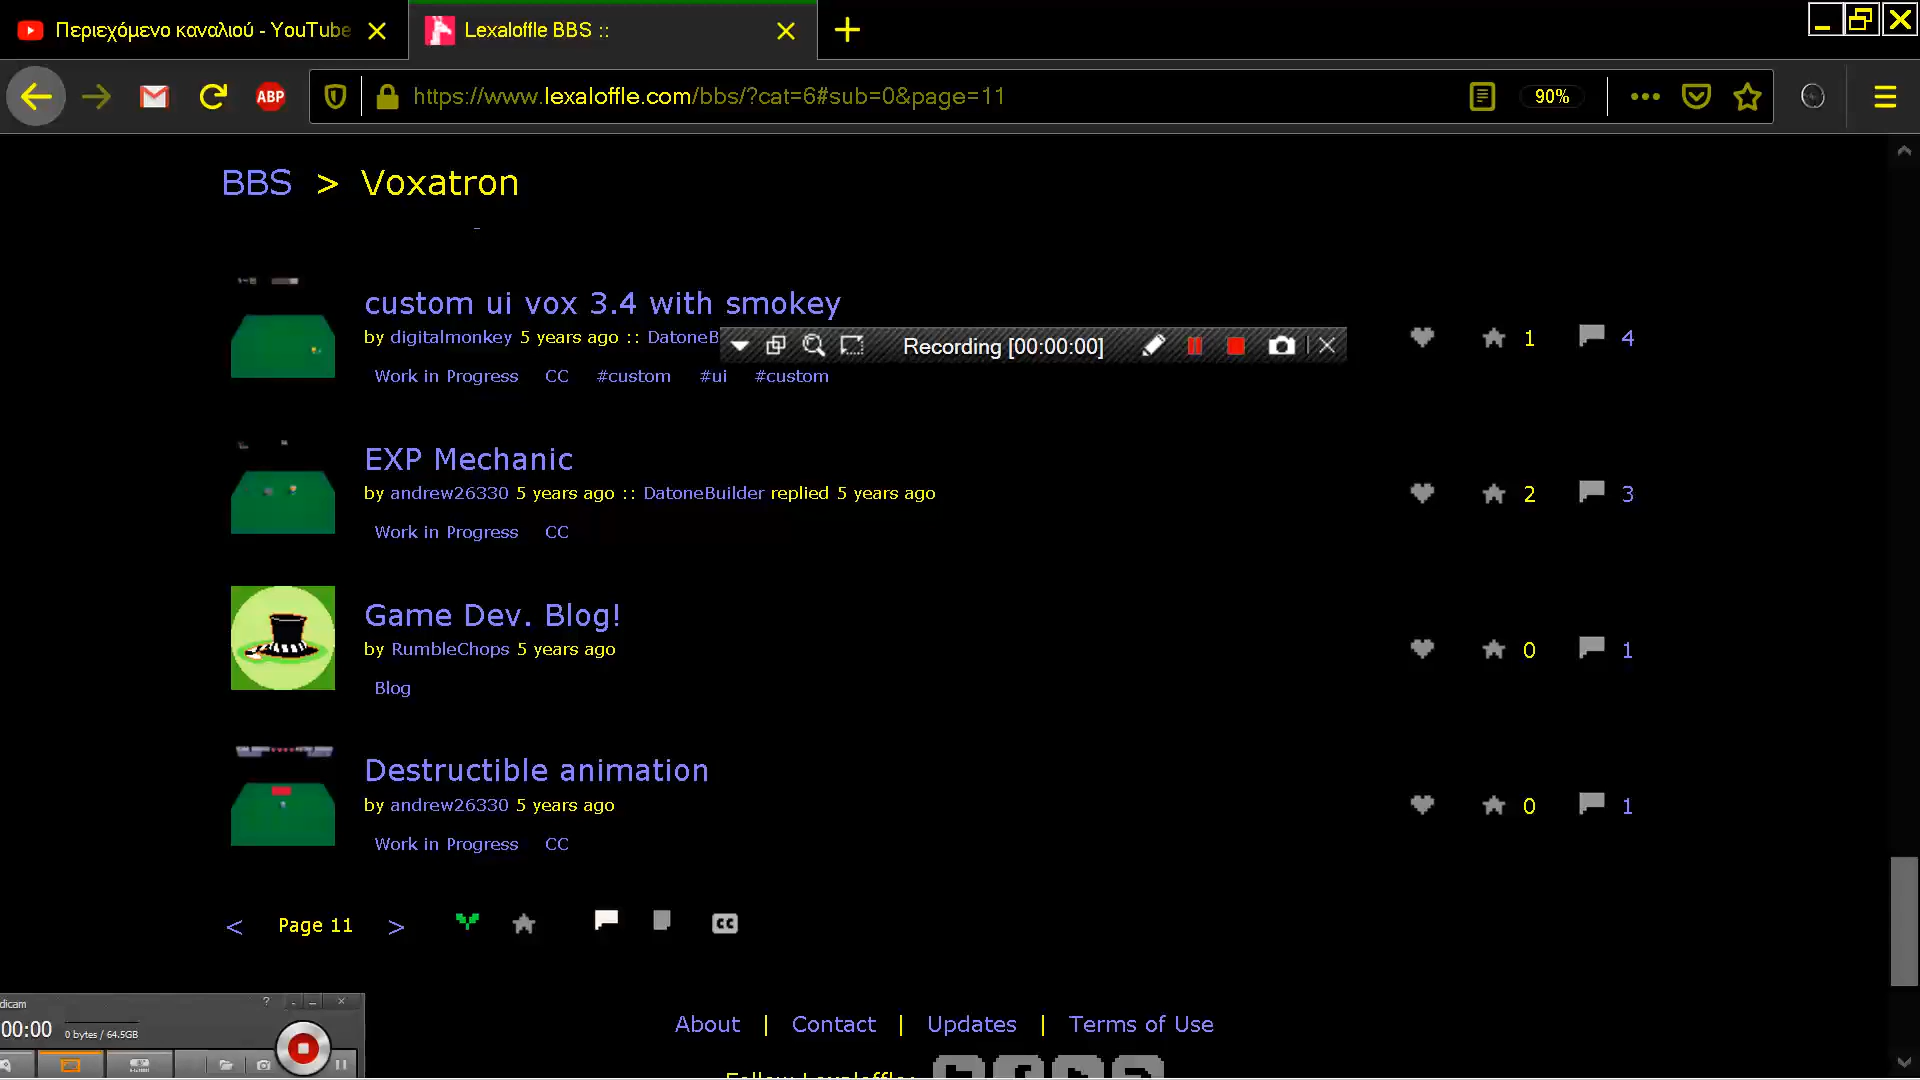 Περιεχόμενο καναλιού - YouTube
Lexaloffle BBS ::
ABP
https://www.lexaloffle.com/bbs/?cat=6#sub=0&page=11
90%
BBS > Voxatron
custom ui vox 3.4 with smokey
by digitalmonkey 5 years ago :: DatoneB
Recording [00:00:00]
1
4
Work in Progress CC #custom #ui #custom
EXP Mechanic
by andrew26330 5 years ago :: DatoneBuilder replied 5 years ago
2
3
Work in Progress CC
Game Dev. Blog!
by RumbleChops 5 years ago
0
1
Blog
Destructible animation
by andrew26330 5 years ago
0
1
Work in Progress CC
< Page 11 >
CC
dicam
00:00
0 bytes / 64.5GB
About | Contact | Updates | Terms of Use
Follow Lexaloffle: